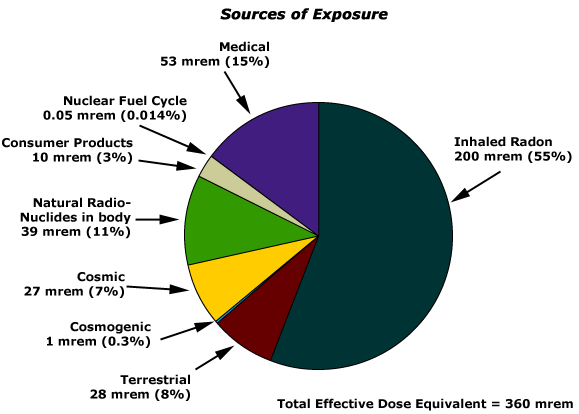 Sources of Exposure
Medical
53 mrem (15%)
Nuclear Fuel Cycle
0.05 mrem (0.014%)
Consumer Products
10 mrem (3%)
Inhaled Radon
200 mrem (55%)
Natural Radio-
Nuclides in body
39 mrem (11%)
Cosmic
27 mrem (7%)
Cosmogenic
1 mrem (0.3%)
Terrestrial
28 mrem (8%)
Total Effective Dose Equivalent = 360 mrem